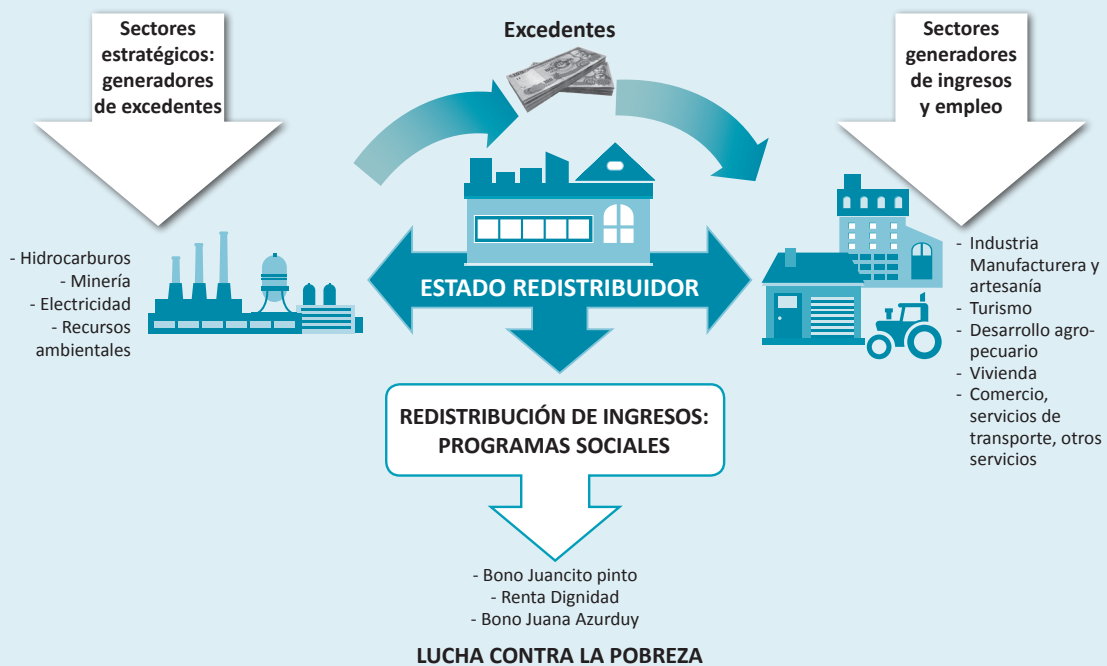 Sectores
estratégicos:
generadores
de excedentes
Excedentes
Sectores
generadores
de ingresos
y empleo
- Hidrocarburos
- Minería
- Electricidad
- Recursos
ambientales
ESTADO REDISTRIBUIDOR
- Industria
Manufacturera y
artesanía
- Turismo
- Desarrollo agro-
pecuario
- Vivienda
- Comercio,
servicios de
transporte, otros
servicios
REDISTRIBUCIÓN DE INGRESOS:
PROGRAMAS SOCIALES
- Bono Juancito pinto
- Renta Dignidad
- Bono Juana Azurduy
LUCHA CONTRA LA POBREZA